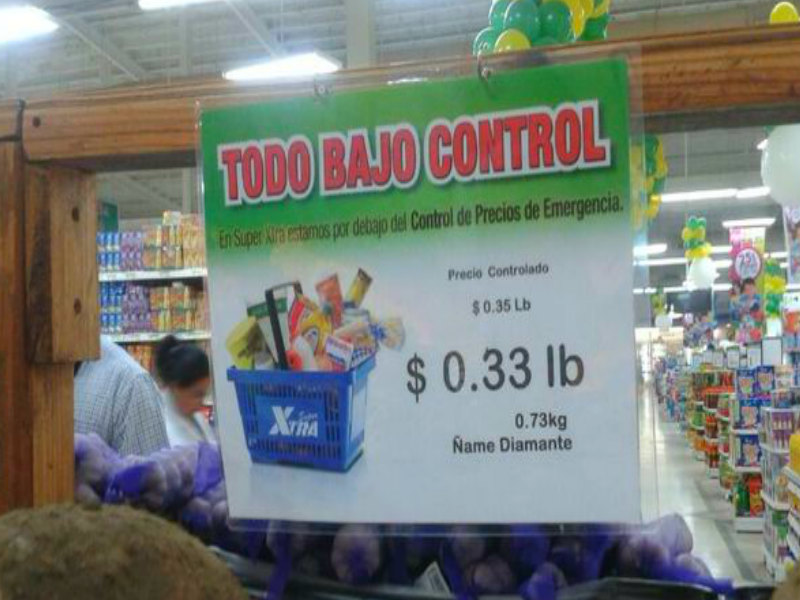 TODO BAJO CONTROL
En Super Xtra estamos por debajo del Control de Precios de Emergencia.
Precio Controlado
$ 0.35 Lb
$ 0.33 lb
0.73kg
Ñame Diamante
Super
XTRA